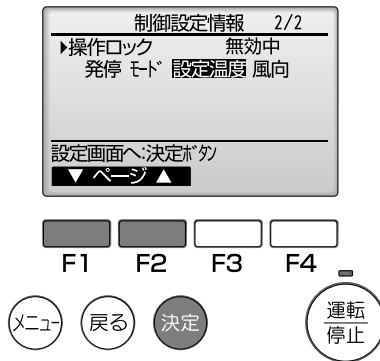 制御設定情報 2/2
▶操作ロック 無効中
発停 モード 設定温度 風向
設定画面へ:決定ボタン
▼ ページ ▲
F1 F2 F3 F4
メニュー 戻る 決定 運転
停止